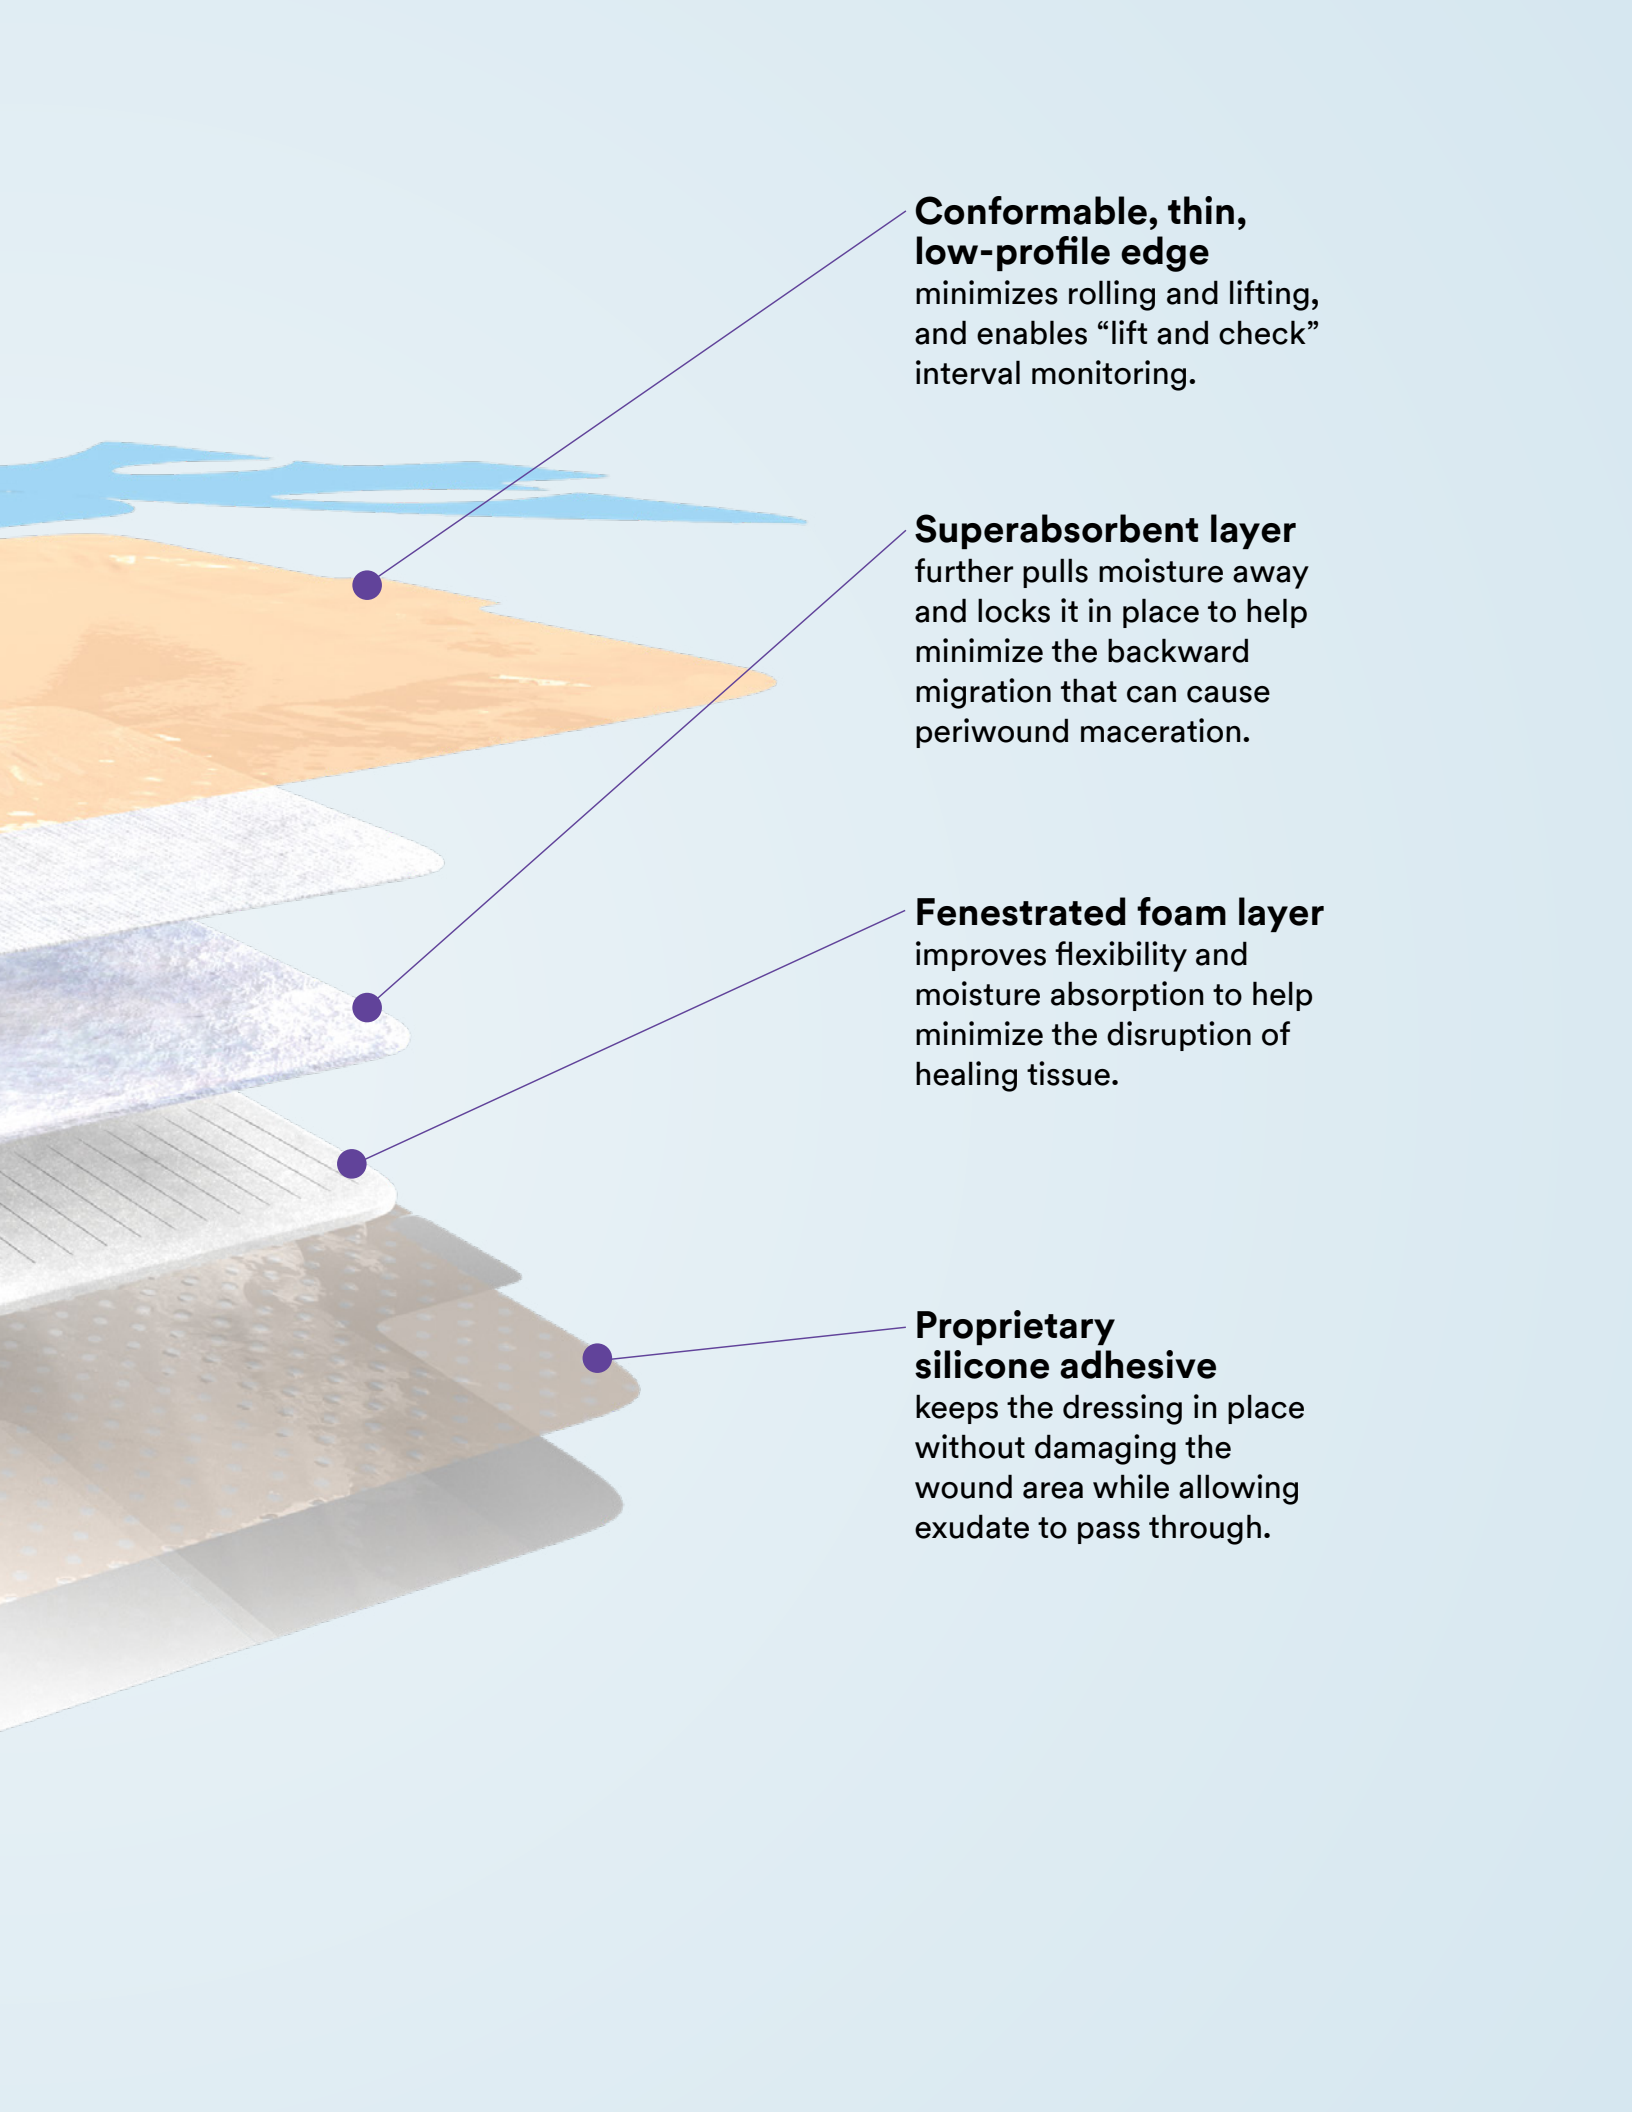 Conformable, thin,
low-profile edge
minimizes rolling and lifting,
and enables “lift and check”
interval monitoring.
Superabsorbent layer
further pulls moisture away
and locks it in place to help
minimize the backward
migration that can cause
periwound maceration.
Fenestrated foam layer
improves flexibility and
moisture absorption to help
minimize the disruption of
healing tissue.
Proprietary
silicone adhesive
keeps the dressing in place
without damaging the
wound area while allowing
exudate to pass through.